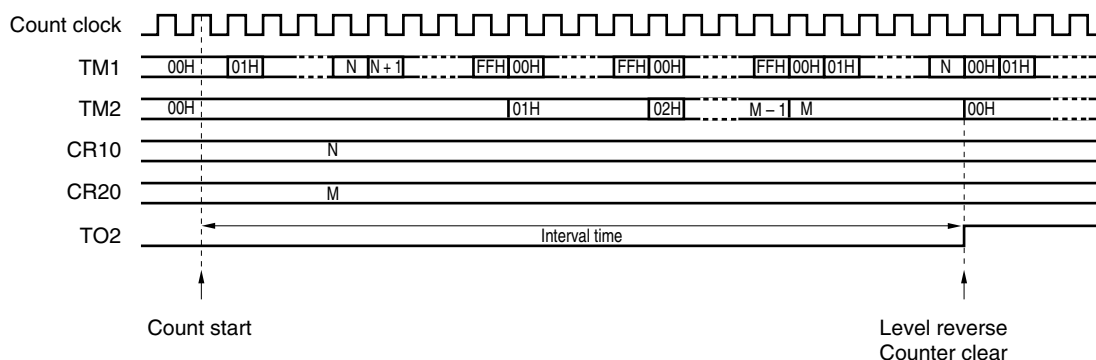 Count clock
TM1 00H 01H N N + 1 FFH 00H FFH 00H FFH 00H 01H N 00H 01H
TM2 00H 01H 02H M − 1 M 00H
CR10 N
CR20 M
TO2 Interval time
Count start Level reverse
Counter clear